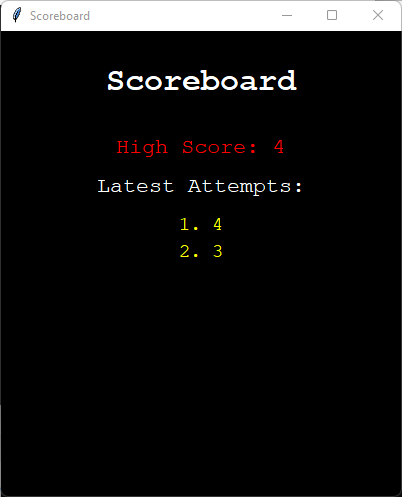 Scoreboard
Scoreboard
High Score: 4
Latest Attempts:
1. 4
2. 3